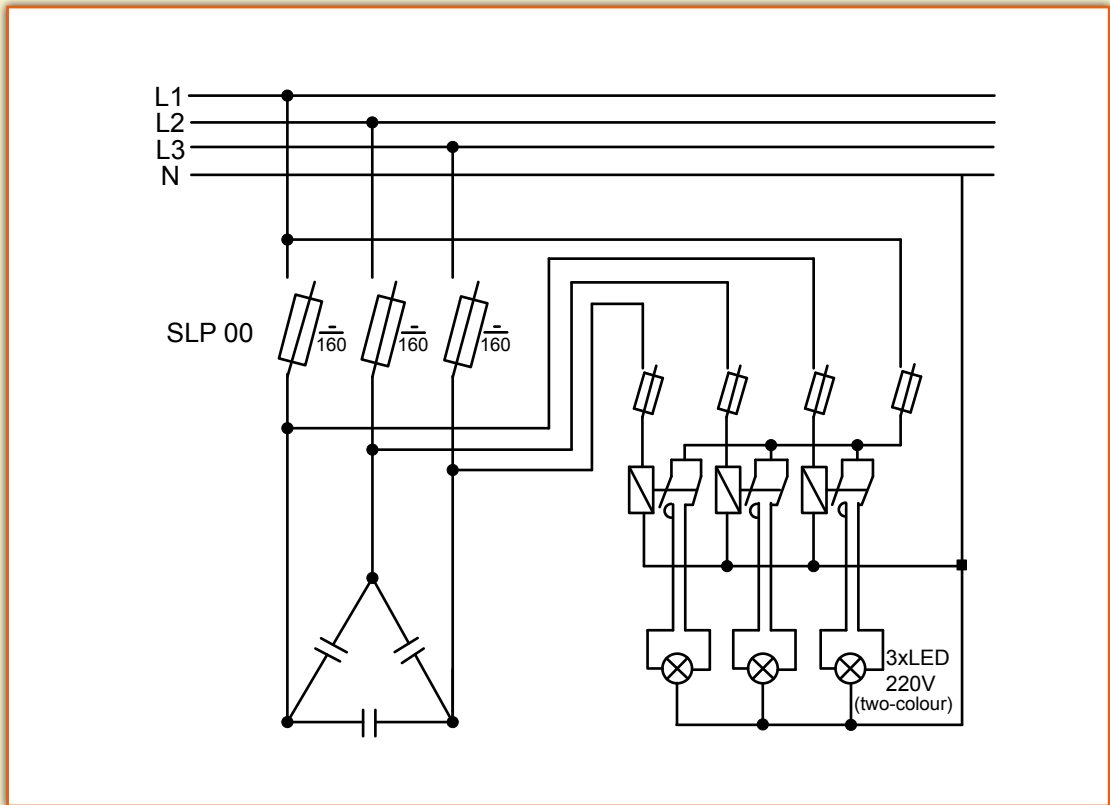 L1
L2
L3
N
SLP 00
-
160
-
160
-
160
3xLED
220V
(two-colour)